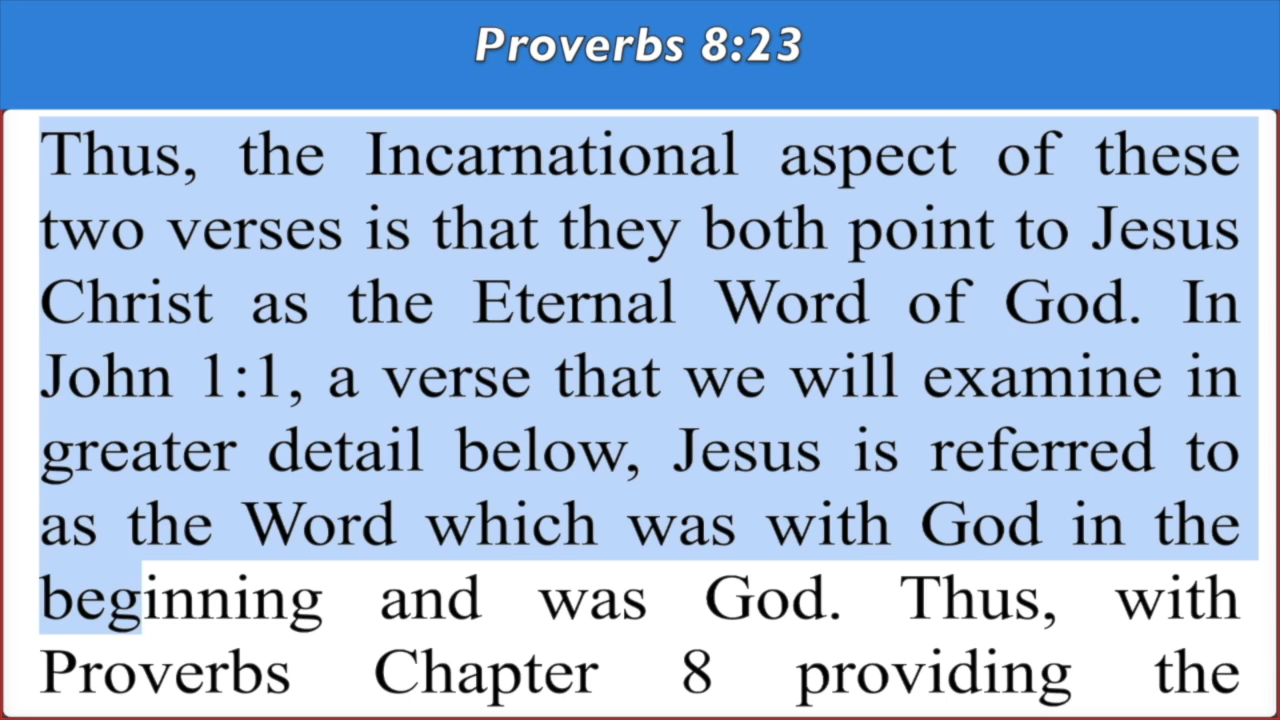 Proverbs 8:23
Thus, the Incarnational aspect of these
two verses is that they both point to Jesus
Christ as the Eternal Word of God. In
John 1:1, a verse that we will examine in
greater detail below, Jesus is referred to
as the Word which was with God in the
beginning and was God. Thus, with
Proverbs Chapter 8 providing the